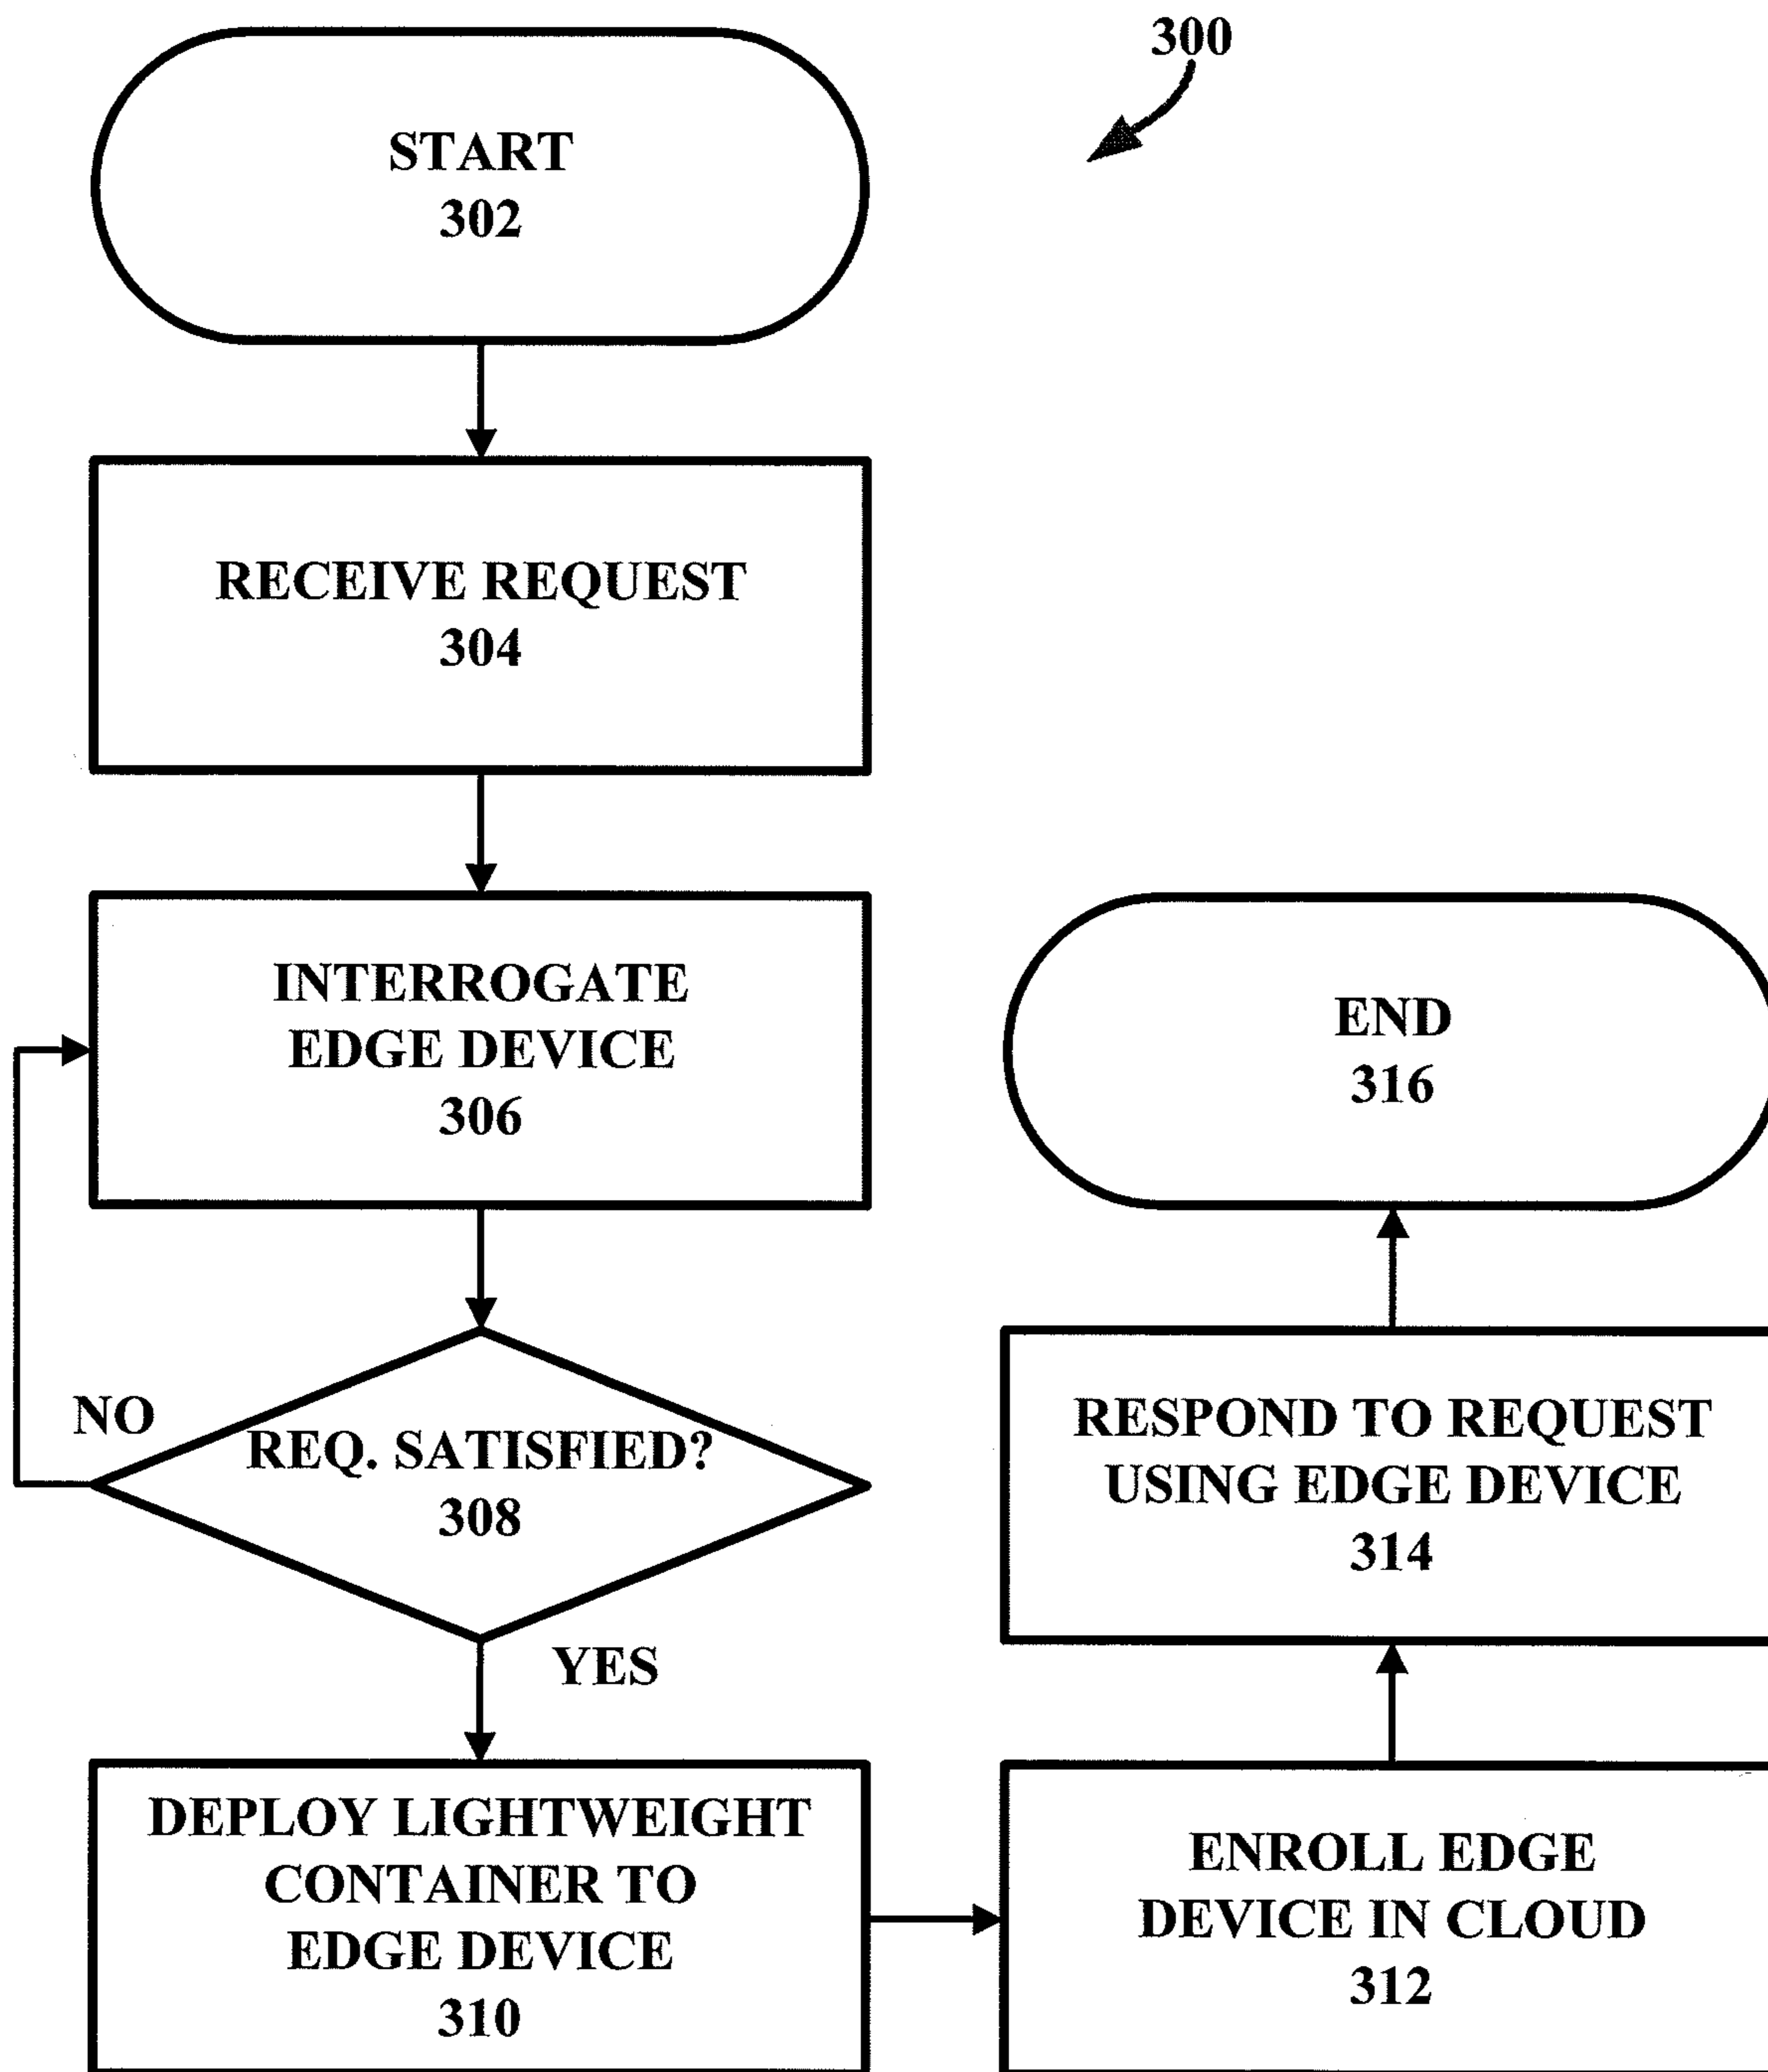 300
START
302
RECEIVE REQUEST
304
INTERROGATE
EDGE DEVICE
306
NO
REQ. SATISFIED?
308
YES
DEPLOY LIGHTWEIGHT
CONTAINER TO
EDGE DEVICE
310
ENROLL EDGE
DEVICE IN CLOUD
312
RESPOND TO REQUEST
USING EDGE DEVICE
314
END
316